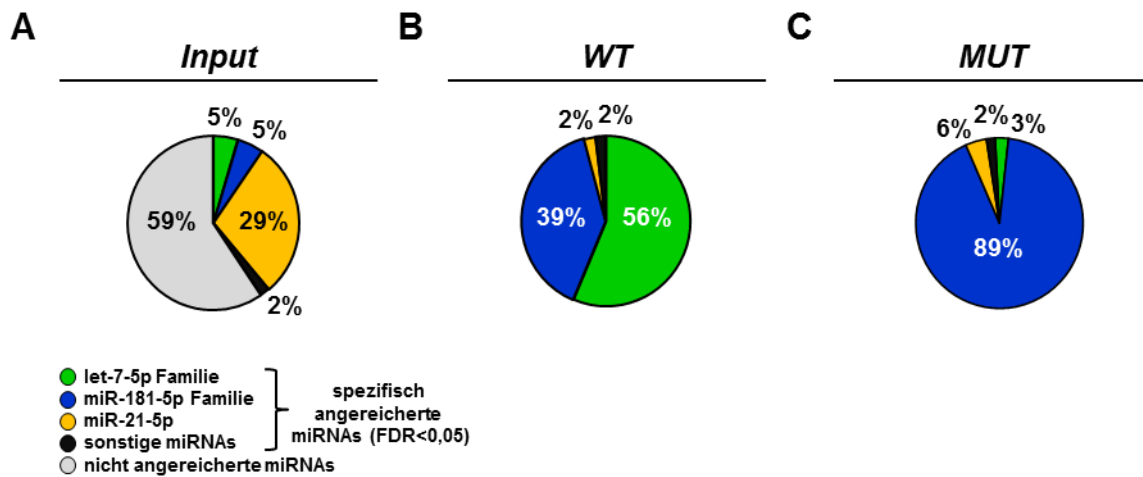 A
Input
5%
5%
59%
29%
2%
B
WT
2%
2%
39%
56%
C
MUT
6%
2%
3%
89%
let-7-5p Familie
miR-181-5p Familie
miR-21-5p
sonstige miRNAs
nicht angereicherte miRNAs
spezifisch
angereicherte
miRNAs (FDR<0,05)